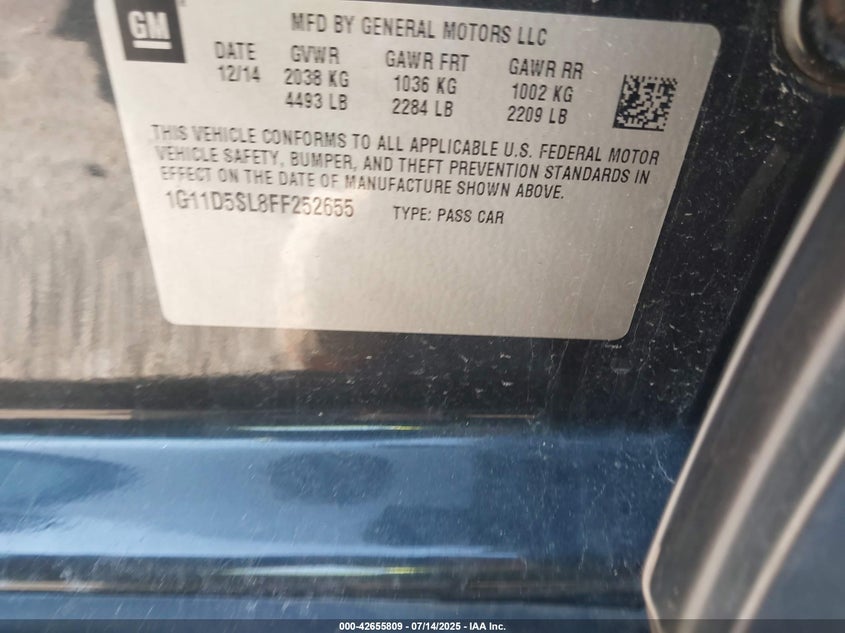 GM
MFD BY GENERAL MOTORS LLC
DATE GVWR GAWR FRT GAWR RR
12/14 2038 KG 1036 KG 1002 KG
4493 LB 2284 LB 2209 LB
THIS VEHICLE CONFORMS TO ALL APPLICABLE U.S. FEDERAL MOTOR
VEHICLE SAFETY, BUMPER, AND THEFT PREVENTION STANDARDS IN
EFFECT ON THE DATE OF MANUFACTURE SHOWN ABOVE.
1G11D5SL8FF252655 TYPE: PASS CAR
000-42655809 / 07/14/2025 - IAA Inc.